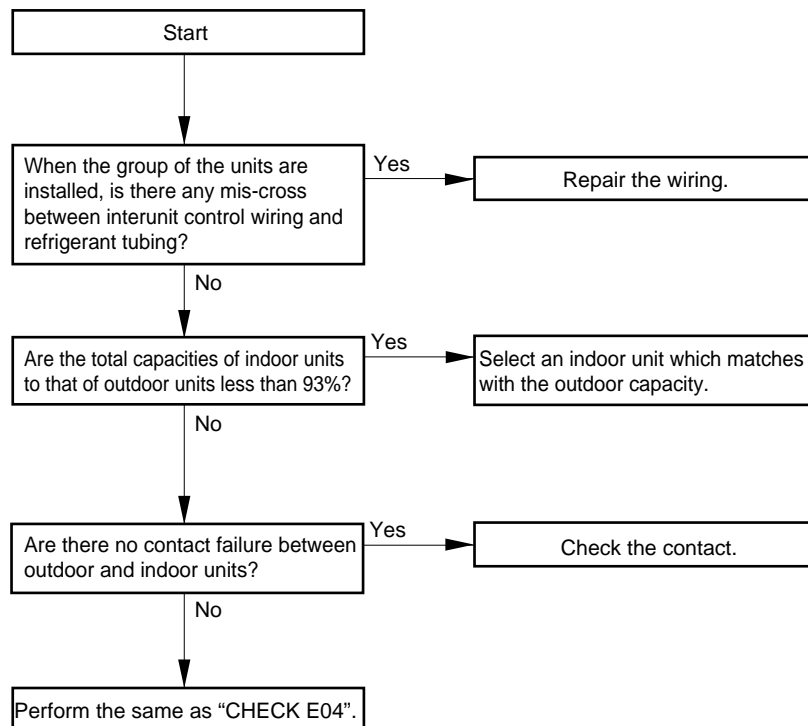 Start
When the group of the units are
installed, is there any mis-cross
between interunit control wiring and
refrigerant tubing?
Yes
Repair the wiring.
No
Are the total capacities of indoor units
to that of outdoor units less than 93%?
Yes
Select an indoor unit which matches
with the outdoor capacity.
No
Are there no contact failure between
outdoor and indoor units?
Yes
Check the contact.
No
Perform the same as “CHECK E04”.